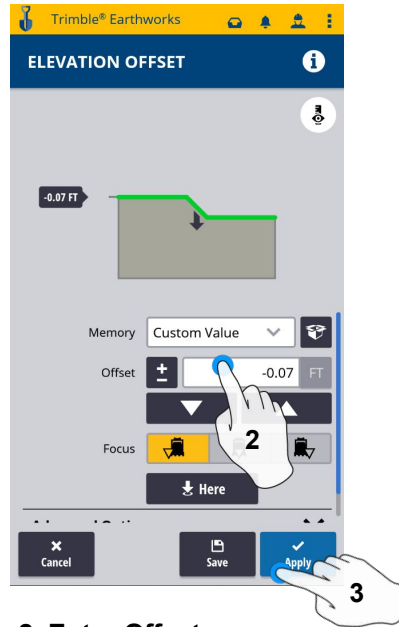 Trimble® Earthworks
ELEVATION OFFSET
-0.07 FT
Memory Custom Value
Offset -0.07 FT
2
Focus
Here
Cancel Save Apply
3